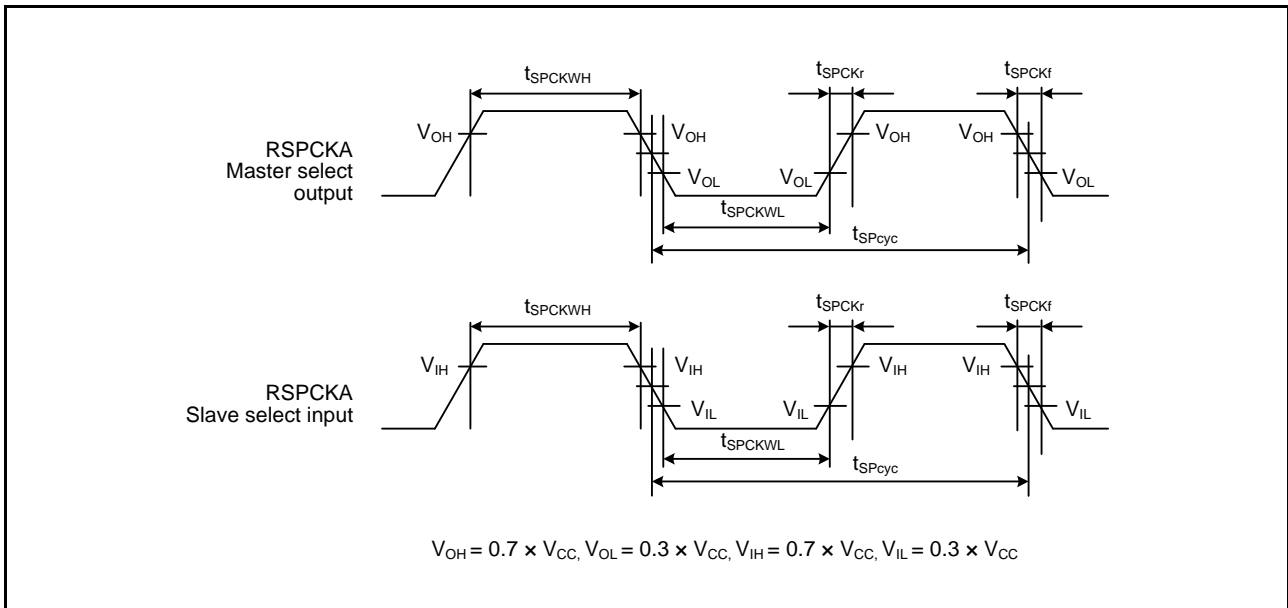 tSPCKWH
tSPCKr
tSPCKf
VOH
VOH
VOH
VOH
RSPCKA
Master select
output
VOL
VOL
VOL
tSPCKWL
tSPcyc
tSPCKWH
tSPCKr
tSPCKf
VIH
VIH
VIH
VIH
RSPCKA
Slave select input
VIL
VIL
VIL
tSPCKWL
tSPcyc
VOH = 0.7 × VCC, VOL = 0.3 × VCC, VIH = 0.7 × VCC, VIL = 0.3 × VCC